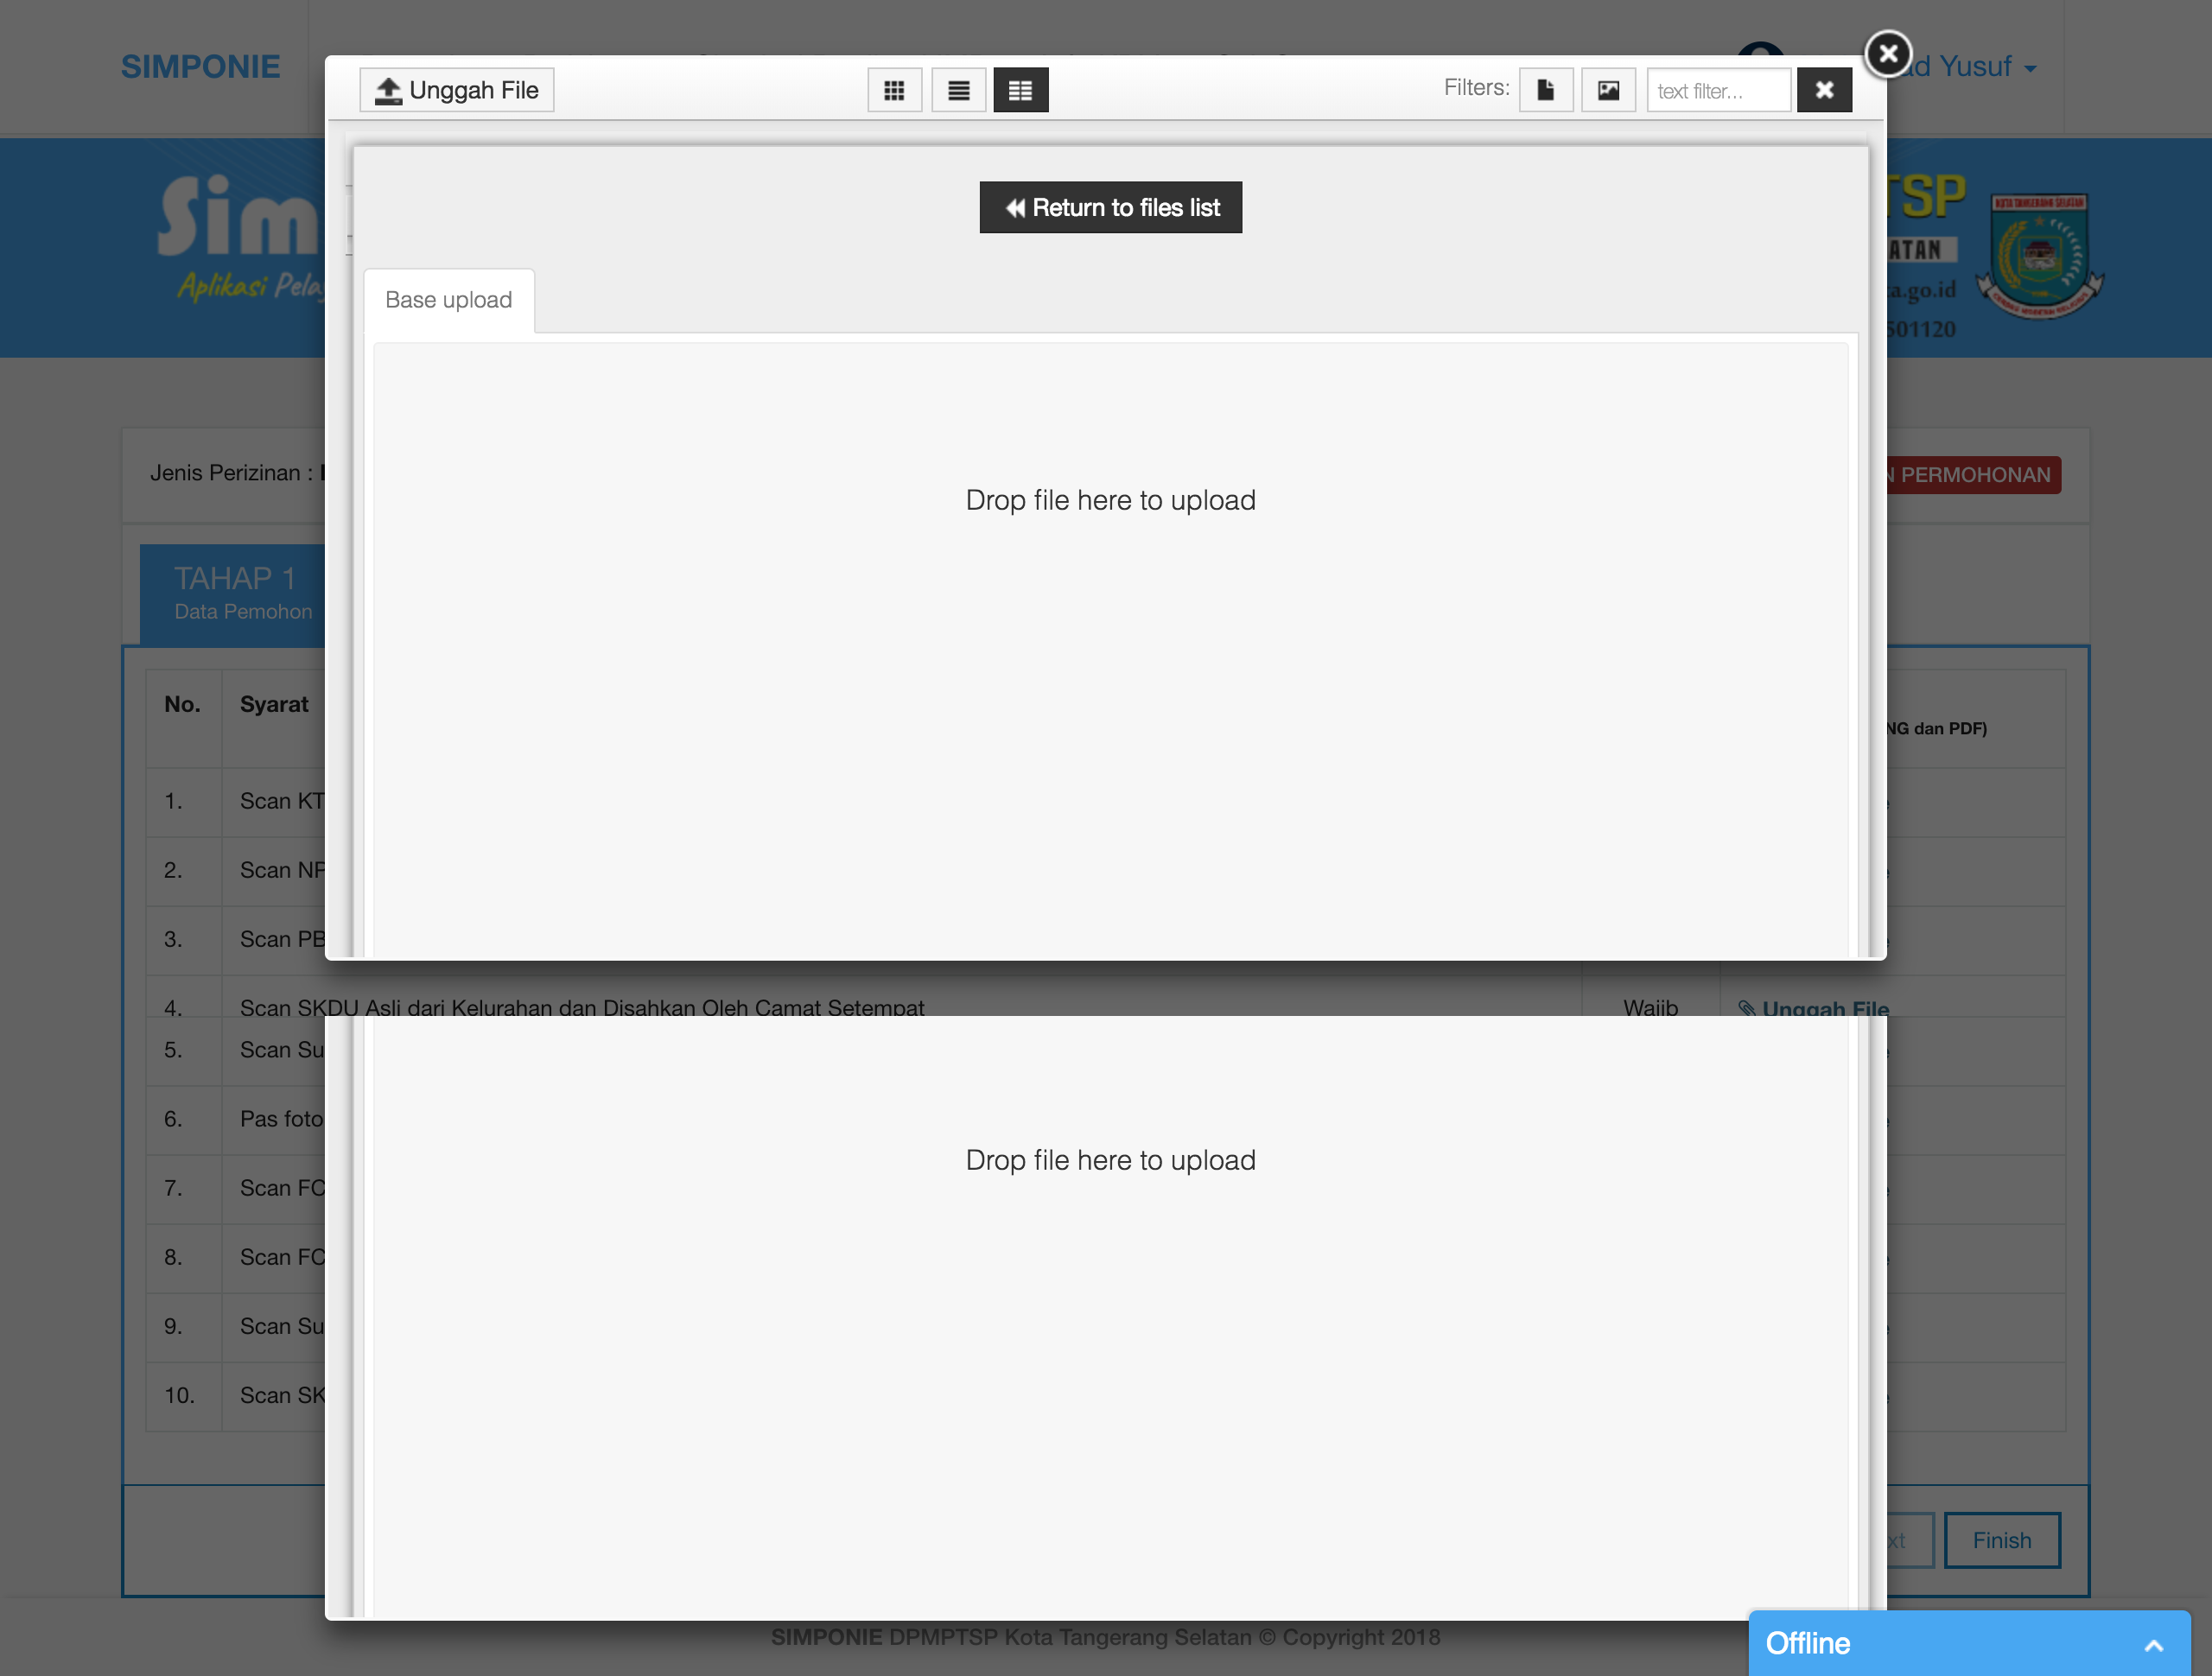 SIMPONIE
Yusuf
Unggah File
Filters:
text filter...
Return to files list
Sim
TSP
KOTA TANGERANG SELATAN
Aplikasi
ATAN
a.go.id
501120
Base upload
Drop file here to upload
Jenis Perizinan :
PERMOHONAN
TAHAP 1
Data Pemohon
No. Syarat
NG dan PDF)
1. Scan KT
2. Scan NP
3. Scan PB
4. Scan SKDU Asli dari Kelurahan dan Disahkan Oleh Camat Setempat Wajib Unggah File
5. Scan Su
6. Pas foto
7. Scan FC
8. Scan FC
9. Scan Su
10. Scan SK
Drop file here to upload
Finish
SIMPONIE DPMPTSP Kota Tangerang Selatan © Copyright 2018
Offline